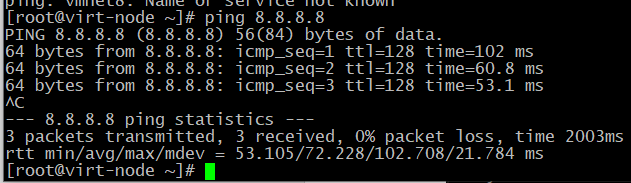 ping: vmnet8: Name or service not known
[root@virt-node ~]# ping 8.8.8.8
PING 8.8.8.8 (8.8.8.8) 56(84) bytes of data.
64 bytes from 8.8.8.8: icmp_seq=1 ttl=128 time=102 ms
64 bytes from 8.8.8.8: icmp_seq=2 ttl=128 time=60.8 ms
64 bytes from 8.8.8.8: icmp_seq=3 ttl=128 time=53.1 ms
^C
--- 8.8.8.8 ping statistics ---
3 packets transmitted, 3 received, 0% packet loss, time 2003ms
rtt min/avg/max/mdev = 53.105/72.228/102.708/21.784 ms
[root@virt-node ~]#